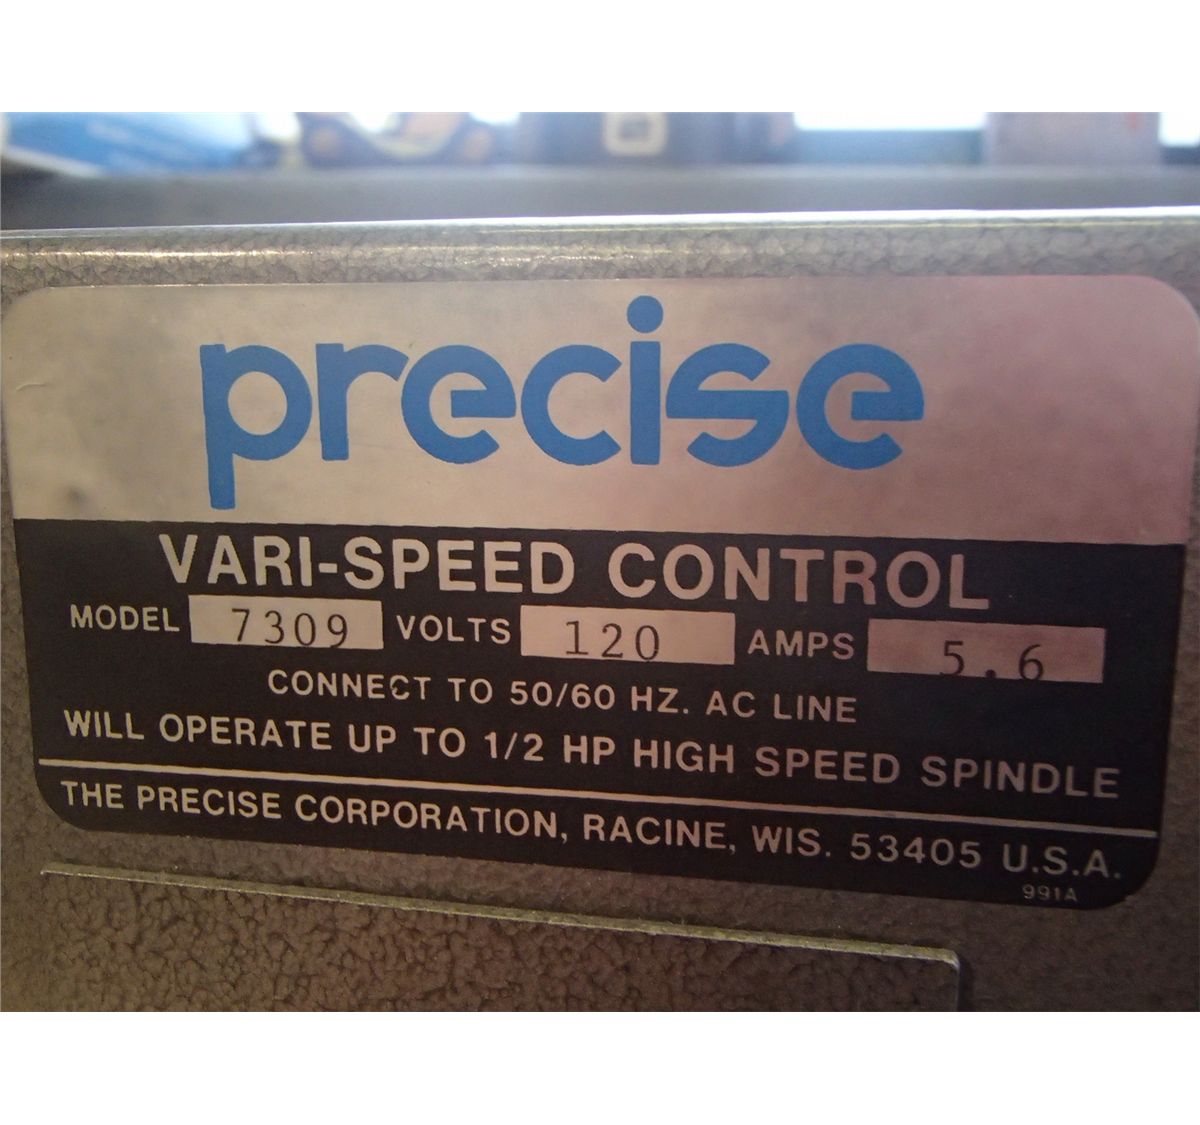 precise
VARI-SPEED CONTROL
MODEL 7309 VOLTS 120 AMPS 5.6
CONNECT TO 50/60 HZ. AC LINE
WILL OPERATE UP TO 1/2 HP HIGH SPEED SPINDLE
THE PRECISE CORPORATION, RACINE, WIS. 53405 U.S.A.
991A